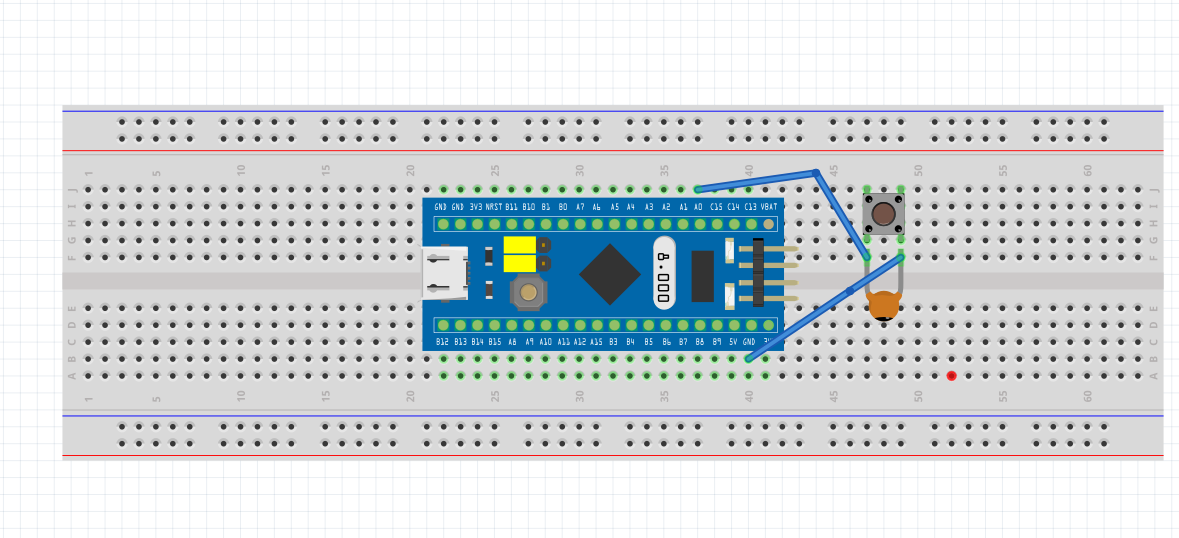 1 5 10 15 20 25 30 35 40 45 50 55 60
J J
I I
GND GND 3V3 NRST B11 B10 B1 B0 A7 A6 A5 A4 A3 A2 A1 A0 C15 C14 C13 VBAT
H H
G G
F F
8.000
E E
D D
C C
B12 B13 B14 B15 A8 A9 A10 A11 A12 A15 B3 B4 B5 B6 B7 B8 B9 5V GND
B B
A A
1 5 10 15 20 25 30 35 40 45 50 55 60